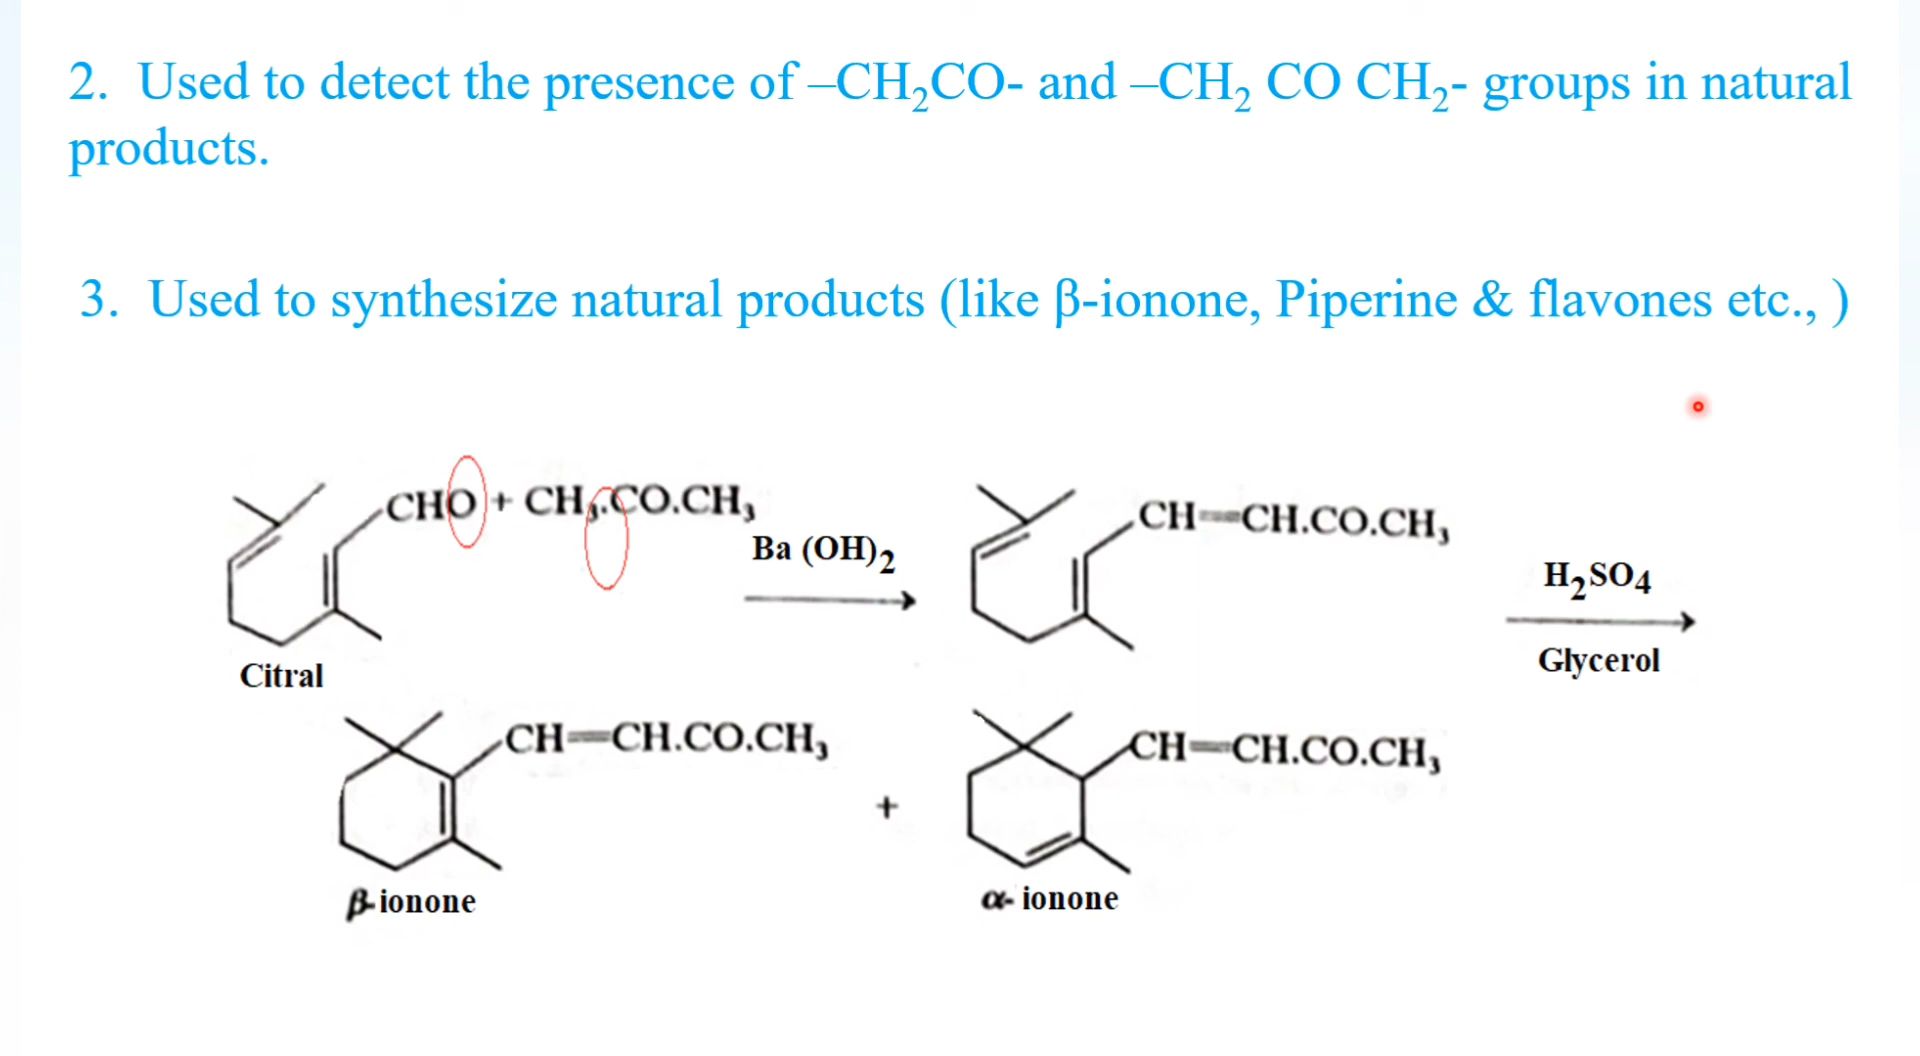 2. Used to detect the presence of –CH₂CO- and –CH₂ CO CH₂- groups in natural
products.
3. Used to synthesize natural products (like β-ionone, Piperine & flavones etc., )
CHO + CH₃.CO.CH₃
Ba (OH)₂
CH=CH.CO.CH₃
H₂SO₄
Glycerol
Citral
CH=CH.CO.CH₃
+
CH=CH.CO.CH₃
β-ionone
α- ionone